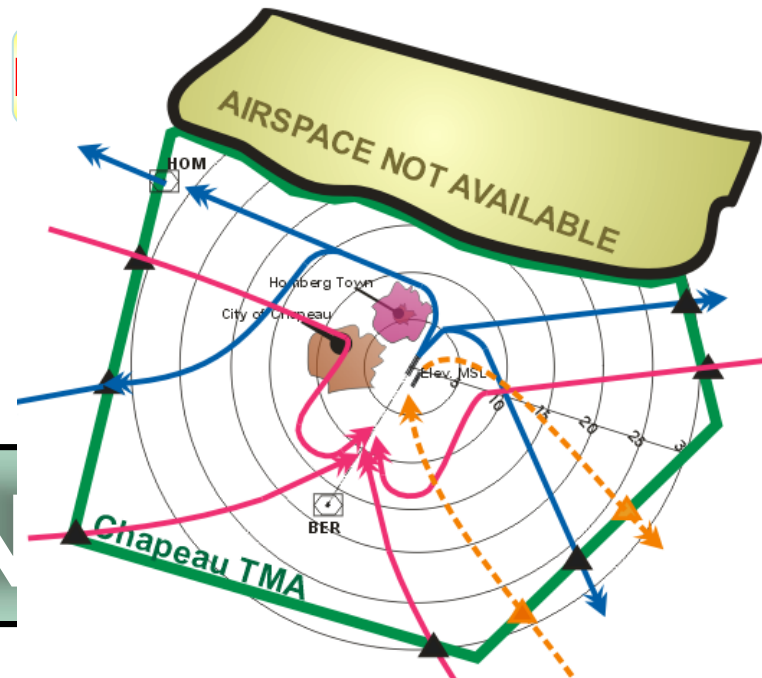 AIRSPACE NOT AVAILABLE
HOM
Homberg Town
City of Chapeau
Elev. MSL
5
10
15
20
25
BER
Chapeau TMA